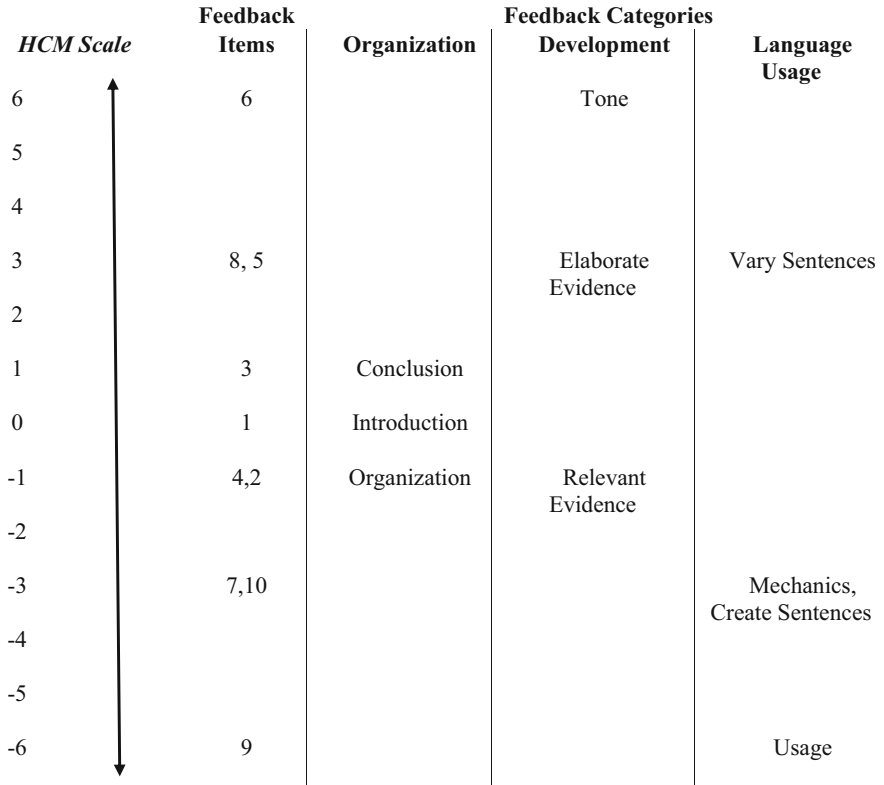 Feedback Feedback Categories
HCM Scale Items Organization Development Language
Usage
6 6 Tone
5
4
3 8, 5 Elaborate Vary Sentences
Evidence
2
1 3 Conclusion
0 1 Introduction
-1 4,2 Organization Relevant
Evidence
-2
-3 7,10 Mechanics,
Create Sentences
-4
-5
-6 9 Usage